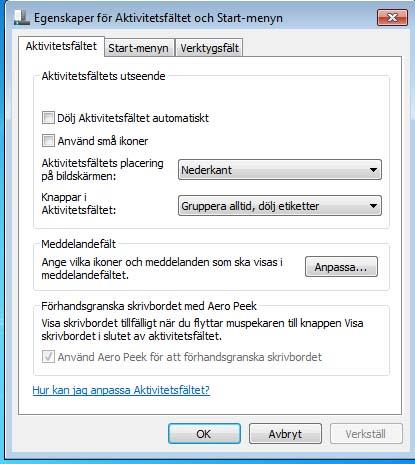 Egenskaper för Aktivitetsfältet och Start-menyn
Aktivitetsfältet Start-menyn Verktygsfält
Aktivitetsfältets utseende
Dölj Aktivitetsfältet automatiskt
Använd små ikoner
Aktivitetsfältets placering
på bildskärmen:
Nederkant
Knappar i
Aktivitetsfältet:
Gruppera alltid, dölj etiketter
Meddelandefält
Ange vilka ikoner och meddelanden som ska visas i
meddelandefältet.
Anpassa...
Förhandsgranska skrivbordet med Aero Peek
Visa skrivbordet tillfälligt när du flyttar muspekaren till knappen Visa
skrivbord i slutet av aktivitetsfältet.
Använd Aero Peek för att förhandsgranska skrivbordet
Hur kan jag anpassa Aktivitetsfältet?
OK Avbryt Verkställ